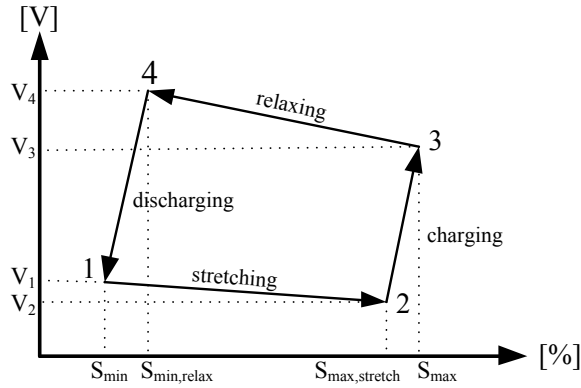 [V]
4
V₄
relaxing
3
V₃
discharging
charging
V₁
1
stretching
V₂
2
[%]
Smin
Smin,relax
Smax,stretch
Smax